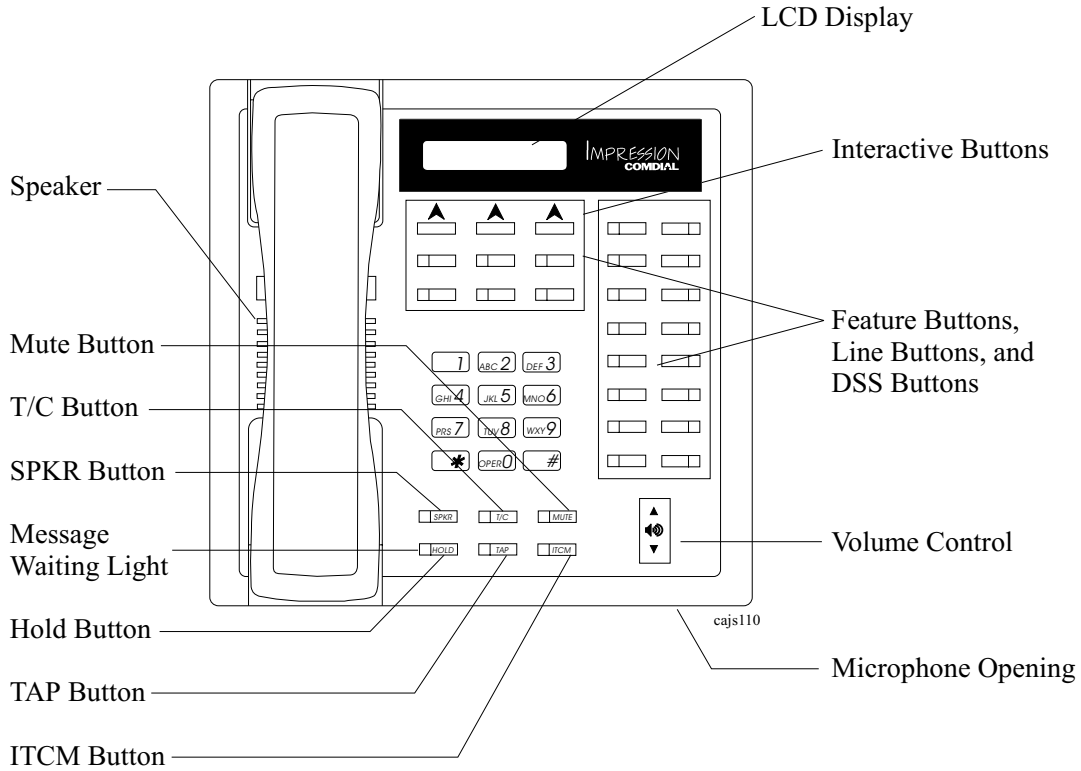 LCD Display
IMPRESSION
COMDIAL
Interactive Buttons
Speaker
Feature Buttons,
Line Buttons, and
DSS Buttons
Mute Button
T/C Button
SPKR Button
Message
Waiting Light
Hold Button
TAP Button
ITCM Button
1
ABC 2
DEF 3
GHI 4
JKL 5
MNO 6
PRS 7
TUV 8
WXY 9
*
OPER 0
#
SPKR
T/C
MUTE
HOLD
TAP
ITCM
Volume Control
cajs110
Microphone Opening